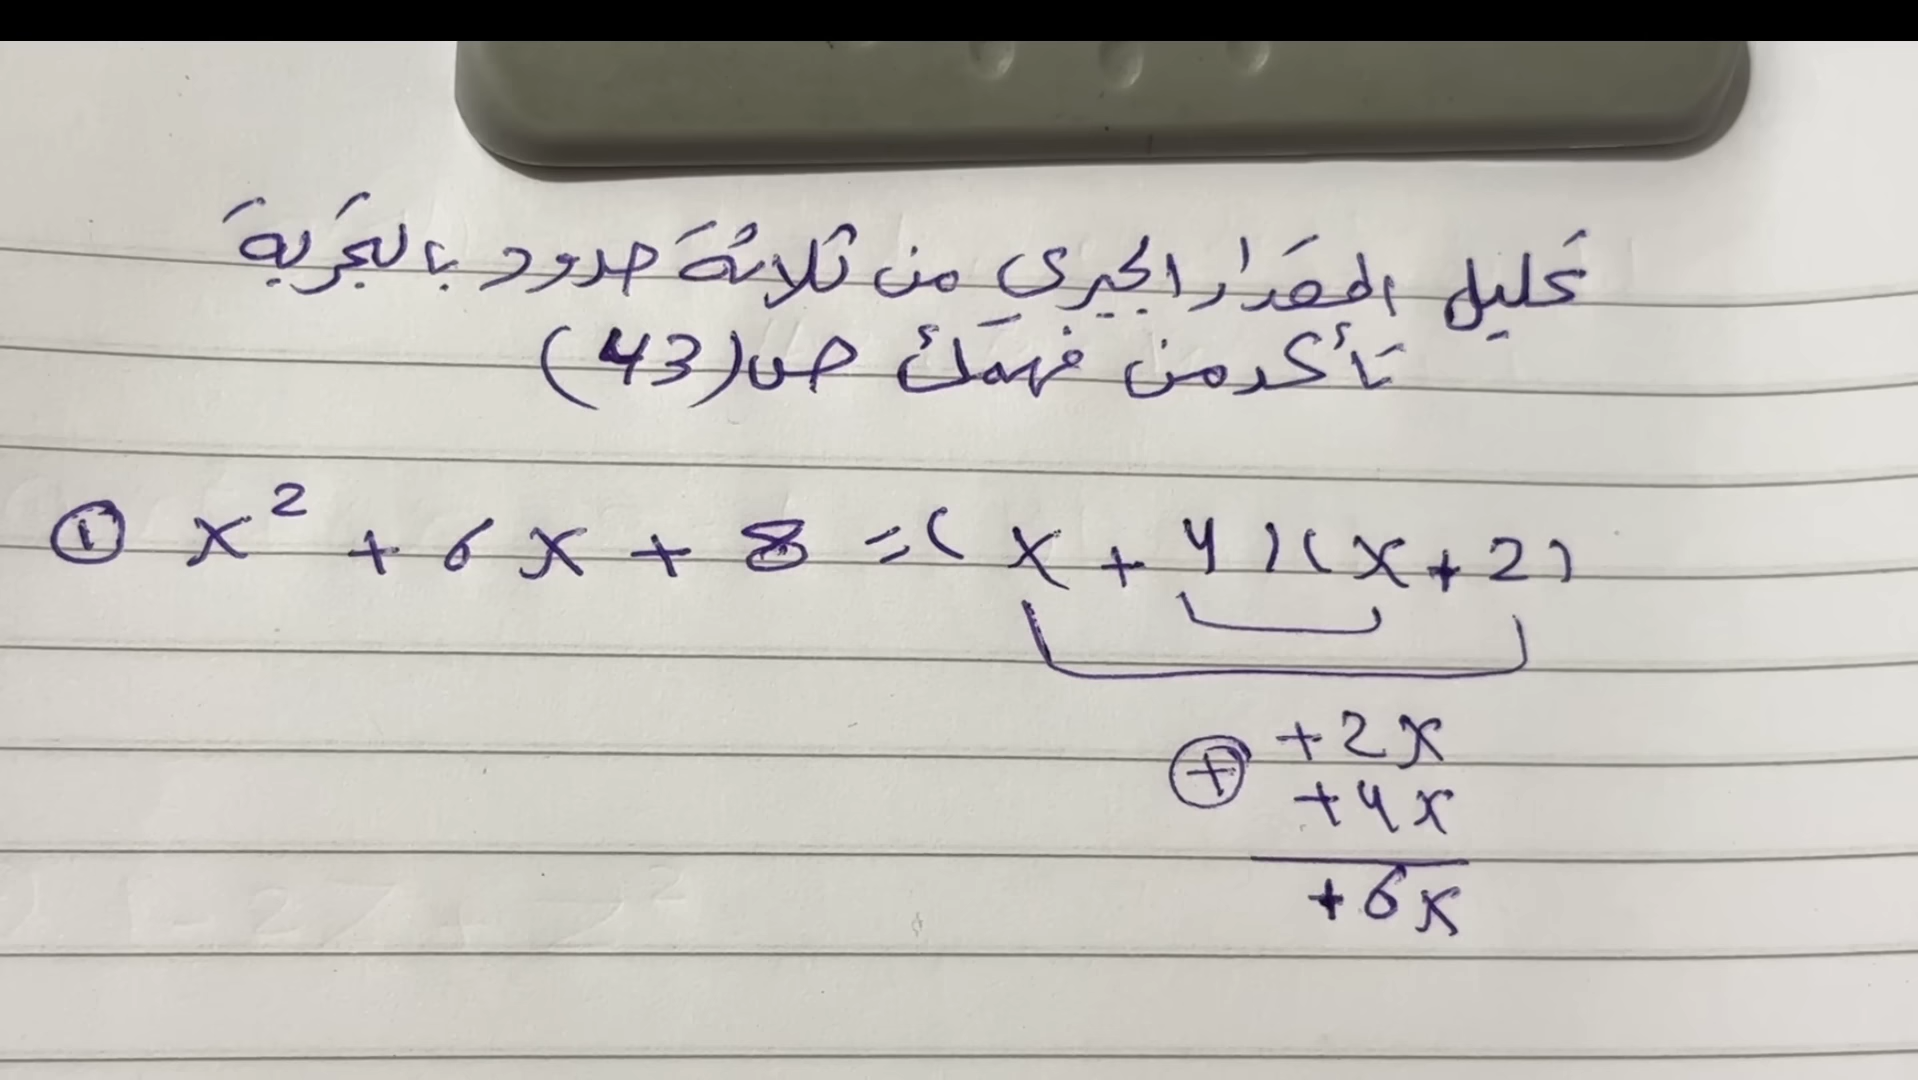 تحليل المقدار الجبري من ثلاثة حدود بالتجربة
تأكد من فهمك ص(43)
① x² + 6x + 8 = (x + 4)(x + 2)
+2x
⊕
+4x
+6x